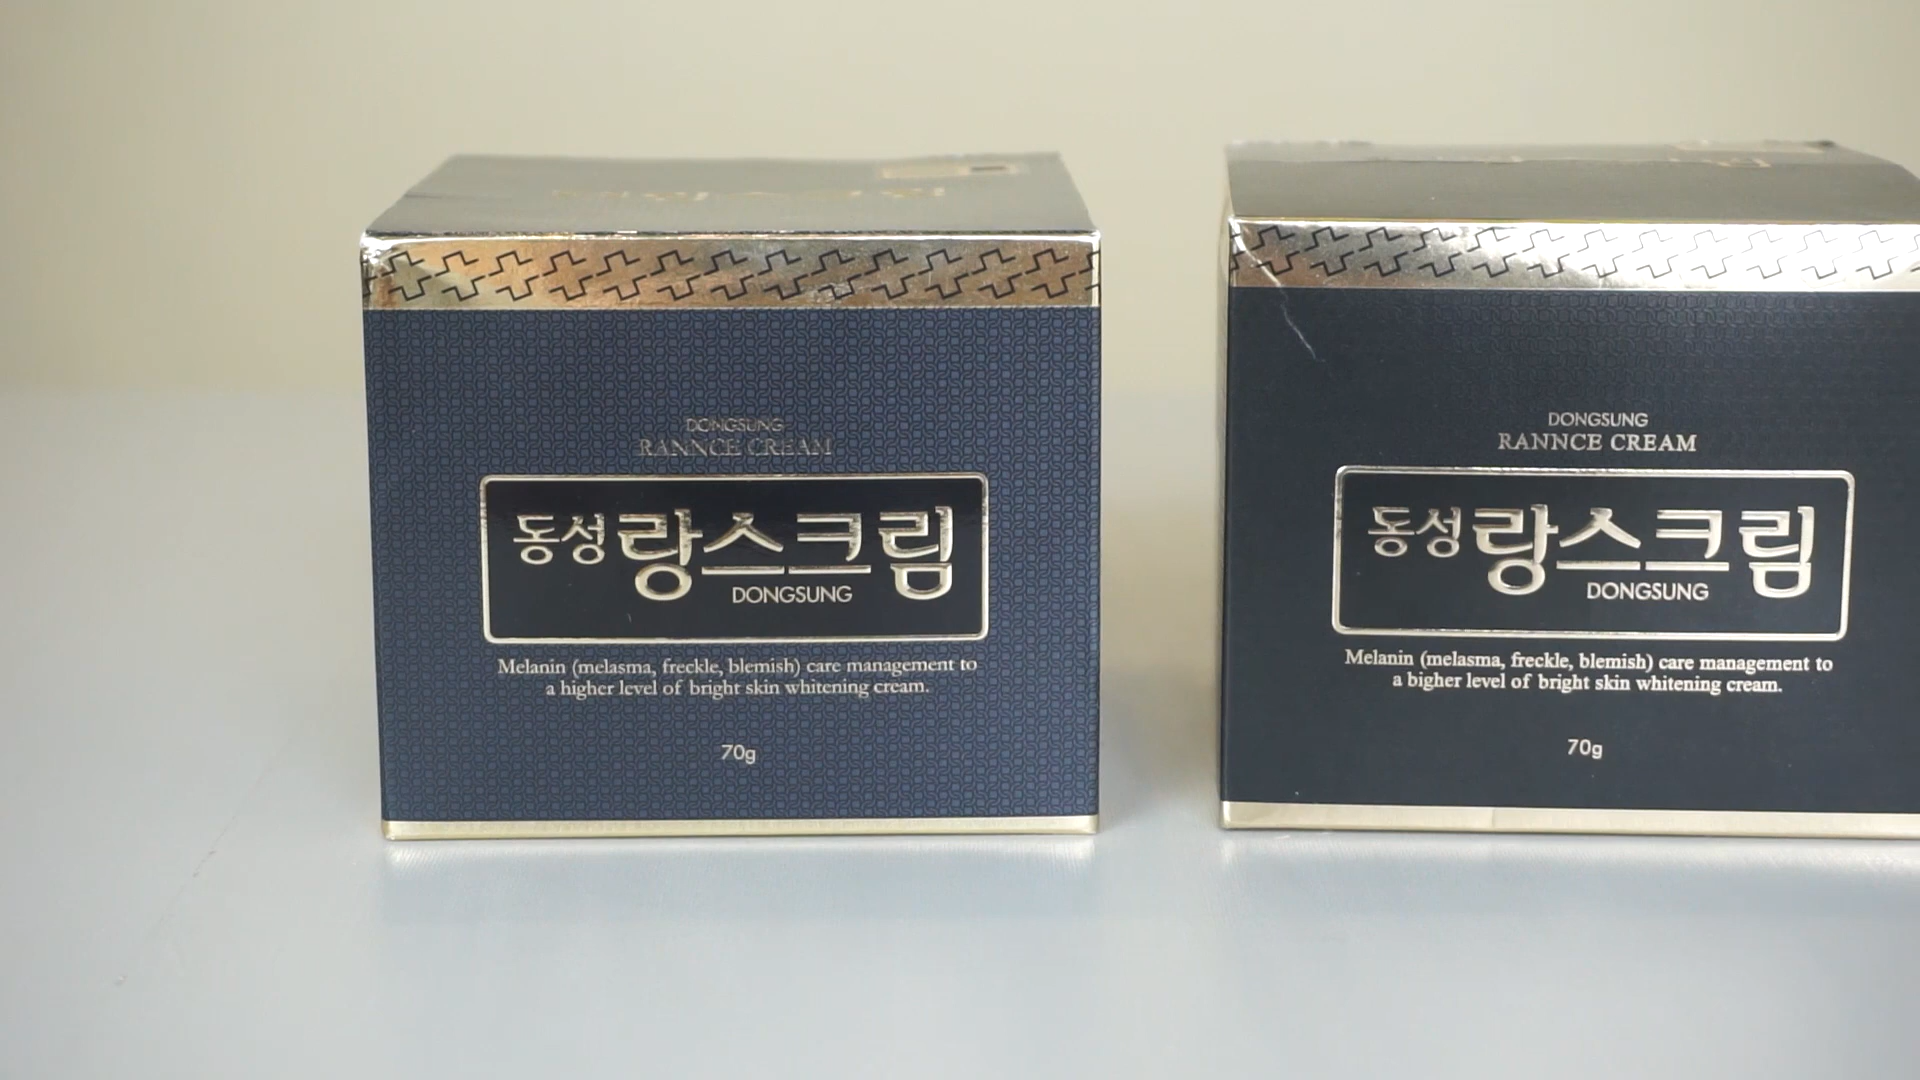 DONGSUNG
RANNCE CREAM
동성 랑스크림
DONGSUNG
Melanin (melasma, freckle, blemish) care management to
a higher level of bright skin whitening cream.
70g
DONGSUNG
RANNCE CREAM
동성 랑스크림
DONGSUNG
Melanin (melasma, freckle, blemish) care management to
a bigher level of bright skin whitening cream.
70g